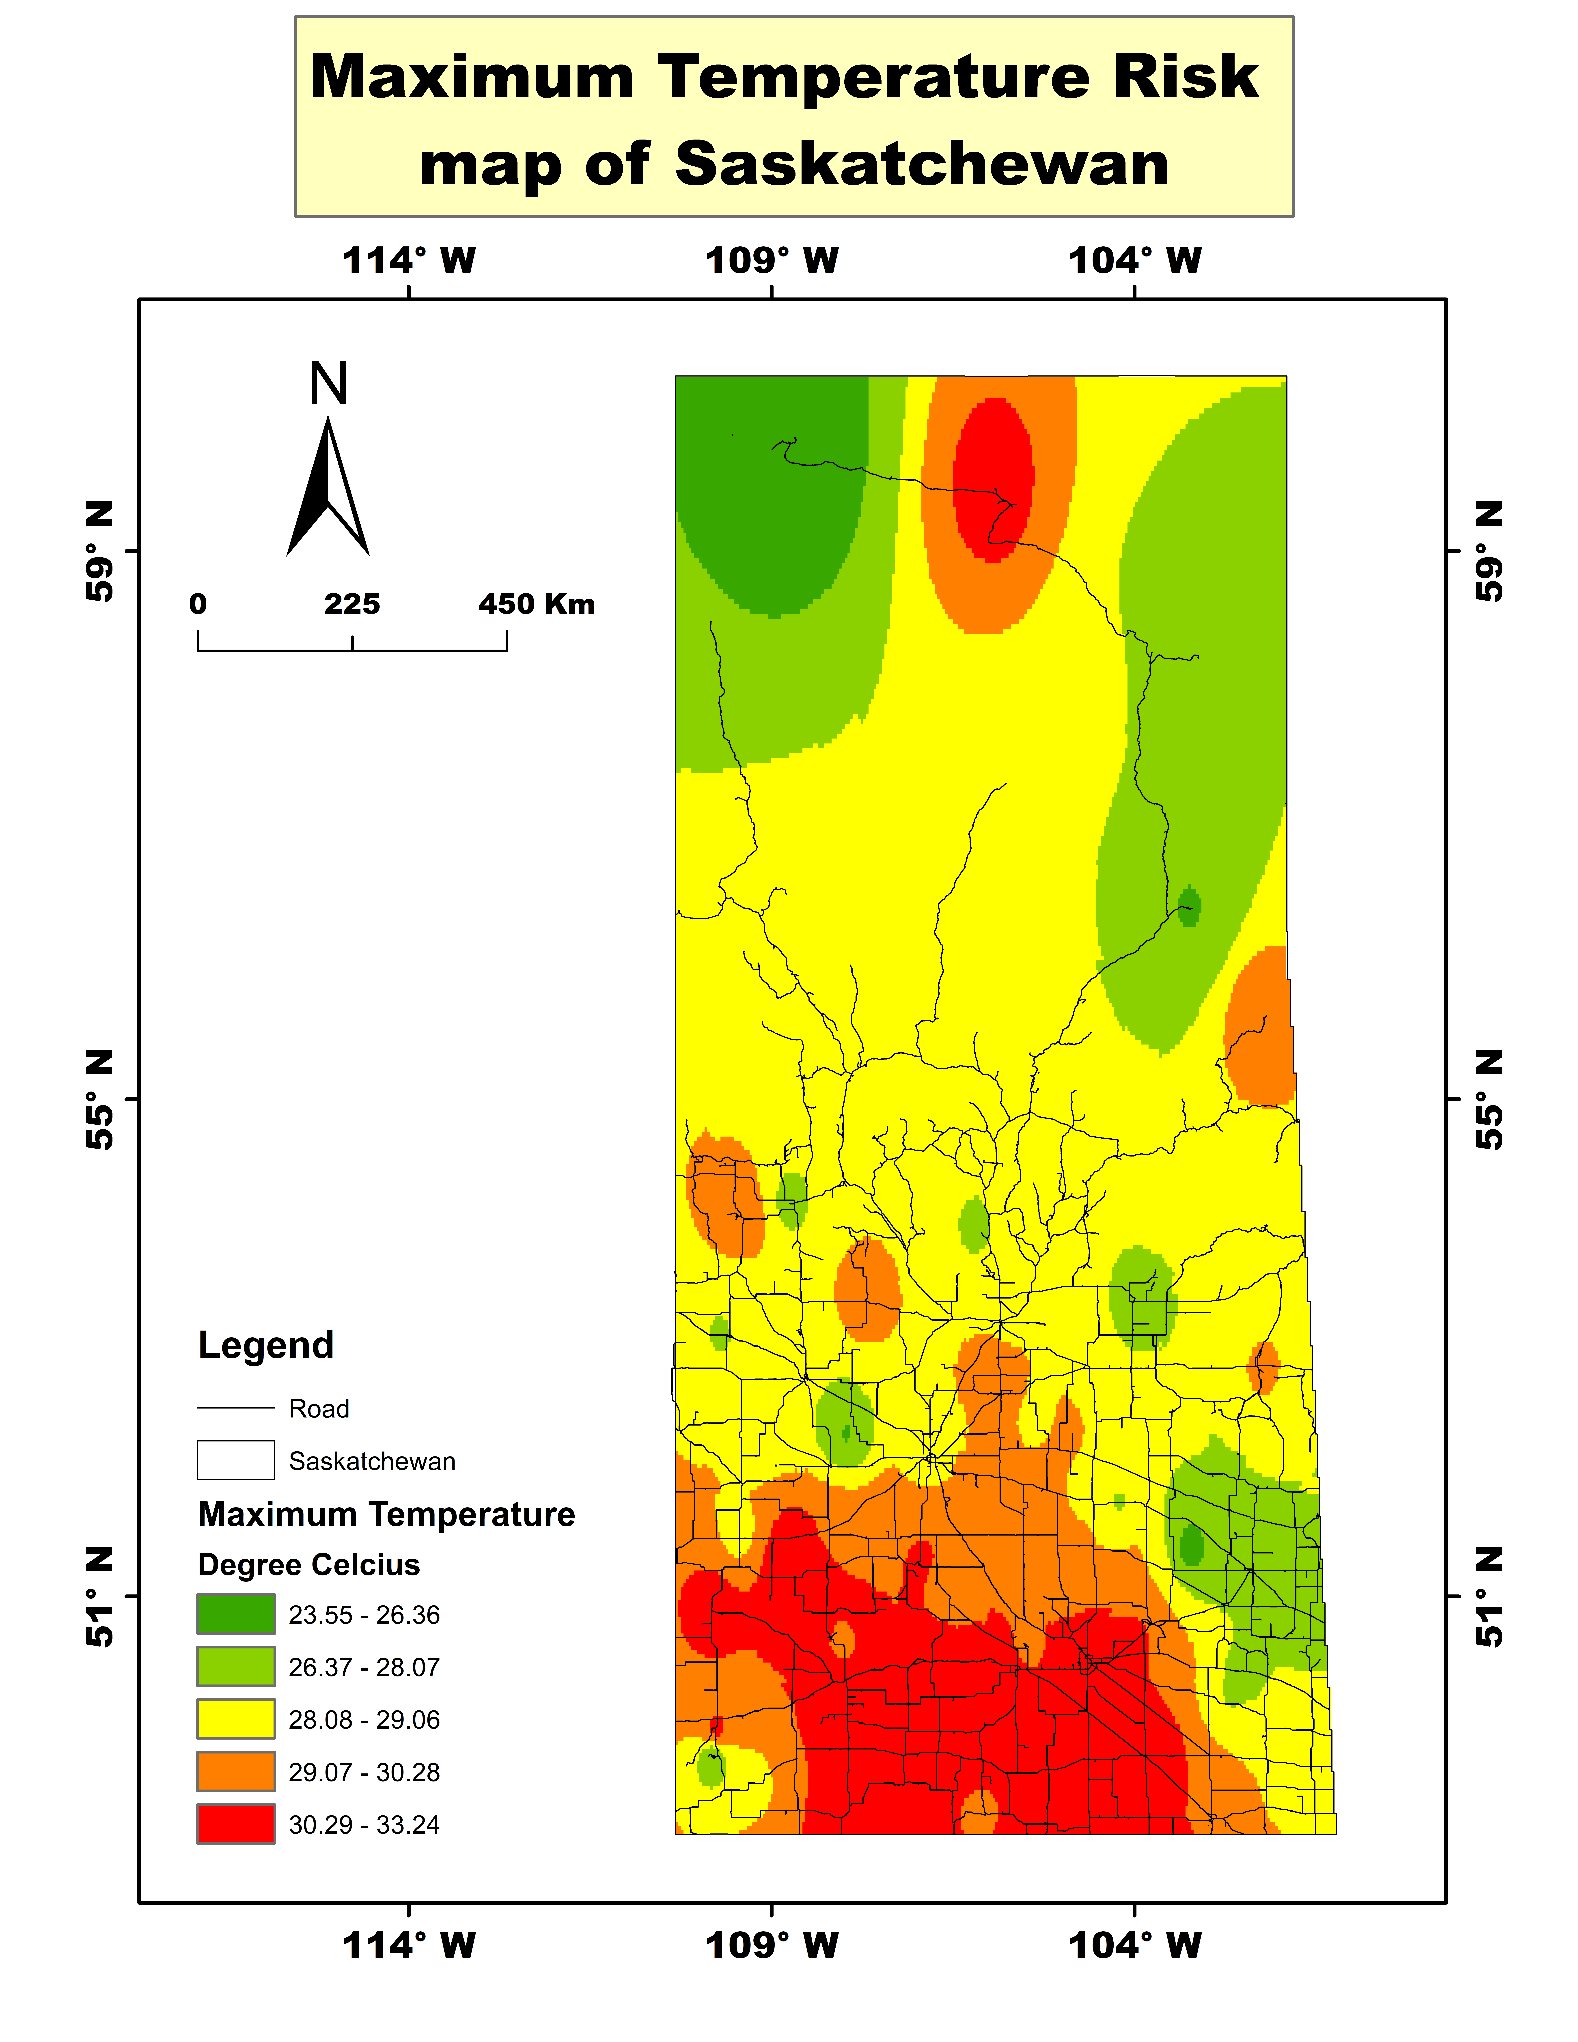 Maximum Temperature Risk
map of Saskatchewan
114° W
109° W
104° W
N
59° N
59° N
0
225
450 Km
55° N
55° N
Legend
Road
Saskatchewan
Maximum Temperature
Degree Celcius
51° N
51° N
23.55 - 26.36
26.37 - 28.07
28.08 - 29.06
29.07 - 30.28
30.29 - 33.24
114° W
109° W
104° W